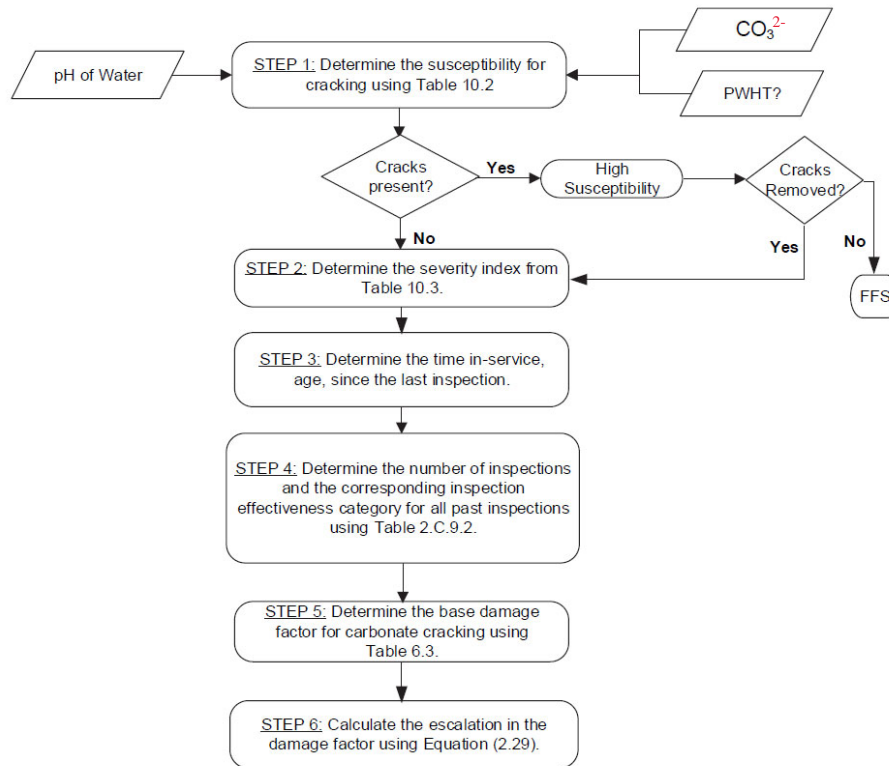 CO₃²⁻
pH of Water
STEP 1: Determine the susceptibility for
cracking using Table 10.2
PWHT?
Cracks
present?
Yes
High
Susceptibility
Cracks
Removed?
No
Yes
No
STEP 2: Determine the severity index from
Table 10.3.
FFS
STEP 3: Determine the time in-service,
age, since the last inspection.
STEP 4: Determine the number of inspections
and the corresponding inspection
effectiveness category for all past inspections
using Table 2.C.9.2.
STEP 5: Determine the base damage
factor for carbonate cracking using
Table 6.3.
STEP 6: Calculate the escalation in the
damage factor using Equation (2.29).